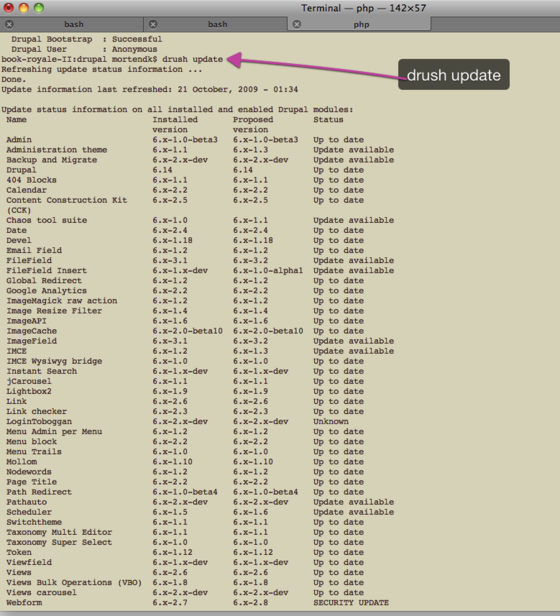 Terminal — php — 142×57
bash bash php
Drupal Bootstrap : Successful
Drupal User : Anonymous
book-royale-II:drupal mortendk$ drush update
drush update
Refreshing update status information ...
Done.
Update information last refreshed: 21 October, 2009 - 01:34
Update status information on all installed and enabled Drupal modules:
Name Installed Proposed Status
version version
Admin 6.x-1.0-beta3 6.x-1.0-beta3 Up to date
Administration theme 6.x-1.1 6.x-1.3 Update available
Backup and Migrate 6.x-2.x-dev 6.x-2.x-dev Update available
Drupal 6.14 6.14 Up to date
404 Blocks 6.x-1.1 6.x-1.1 Up to date
Calendar 6.x-2.2 6.x-2.2 Up to date
Content Construction Kit 6.x-2.5 6.x-2.5 Up to date
(CCK)
Chaos tool suite 6.x-1.0 6.x-1.1 Update available
Date 6.x-2.4 6.x-2.4 Up to date
Devel 6.x-1.18 6.x-1.18 Up to date
Email Field 6.x-1.2 6.x-1.2 Up to date
FileField 6.x-3.1 6.x-3.2 Update available
FileField Insert 6.x-1.x-dev 6.x-1.0-alpha1 Update available
Global Redirect 6.x-1.2 6.x-1.2 Up to date
Google Analytics 6.x-2.2 6.x-2.2 Up to date
ImageMagick raw action 6.x-1.2 6.x-1.2 Up to date
Image Resize Filter 6.x-1.4 6.x-1.4 Up to date
ImageAPI 6.x-1.6 6.x-1.6 Up to date
ImageCache 6.x-2.0-beta10 6.x-2.0-beta10 Up to date
ImageField 6.x-3.1 6.x-3.2 Update available
IMCE 6.x-1.2 6.x-1.3 Update available
IMCE Wysiwyg bridge 6.x-1.0 6.x-1.0 Up to date
Instant Search 6.x-1.x-dev 6.x-1.x-dev Up to date
jCarousel 6.x-1.1 6.x-1.1 Up to date
Lightbox2 6.x-1.9 6.x-1.9 Up to date
Link 6.x-2.6 6.x-2.6 Up to date
Link checker 6.x-2.3 6.x-2.3 Up to date
LoginToboggan 6.x-2.x-dev 6.x-2.x-dev Unknown
Menu Admin per Menu 6.x-1.2 6.x-1.2 Up to date
Menu block 6.x-2.2 6.x-2.2 Up to date
Menu Trails 6.x-1.0 6.x-1.0 Up to date
Mollom 6.x-1.10 6.x-1.10 Up to date
Nodewords 6.x-1.2 6.x-1.2 Up to date
Page Title 6.x-2.2 6.x-2.2 Up to date
Path Redirect 6.x-1.0-beta4 6.x-1.0-beta4 Up to date
Pathauto 6.x-2.x-dev 6.x-2.x-dev Update available
Scheduler 6.x-1.5 6.x-1.6 Update available
Switchtheme 6.x-1.1 6.x-1.1 Up to date
Taxonomy Multi Editor 6.x-1.1 6.x-1.1 Up to date
Taxonomy Super Select 6.x-1.0 6.x-1.0 Up to date
Token 6.x-1.12 6.x-1.12 Up to date
Viewfield 6.x-1.x-dev 6.x-1.x-dev Up to date
Views 6.x-2.6 6.x-2.6 Up to date
Views Bulk Operations (VBO) 6.x-1.8 6.x-1.8 Up to date
Views carousel 6.x-2.x-dev 6.x-2.x-dev Up to date
Webform 6.x-2.7 6.x-2.8 SECURITY UPDATE